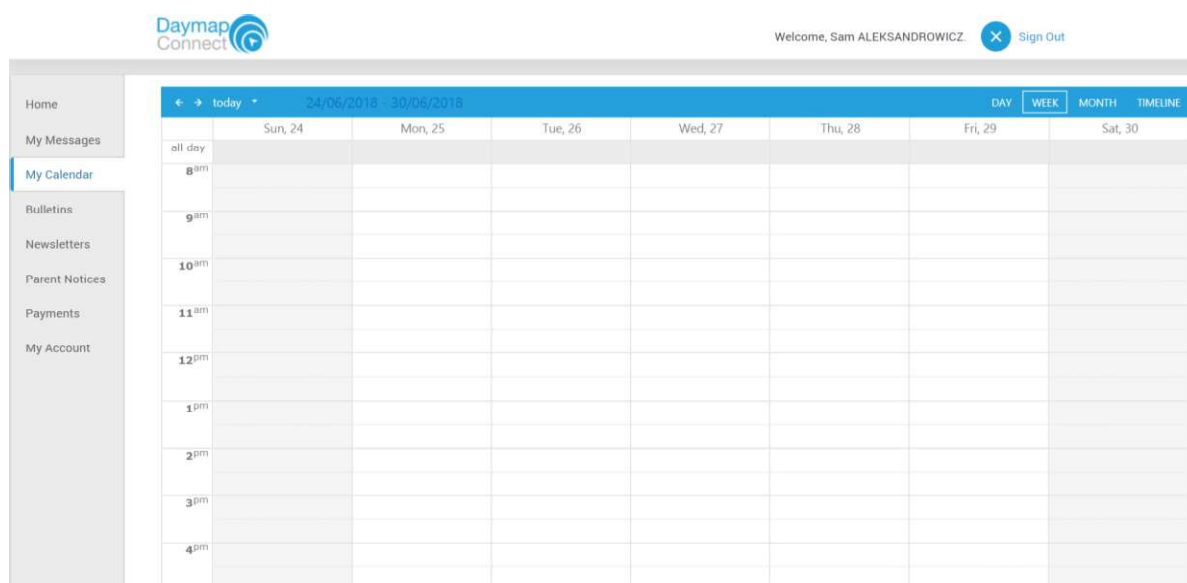 Daymap
Connect
Welcome, Sam ALEKSANDROWICZ. Sign Out
Home
My Messages
My Calendar
Bulletins
Newsletters
Parent Notices
Payments
My Account
today 24/06/2018 - 30/06/2018 DAY WEEK MONTH TIMELINE
Sun, 24 Mon, 25 Tue, 26 Wed, 27 Thu, 28 Fri, 29 Sat, 30
all day
8am
9am
10am
11am
12pm
1pm
2pm
3pm
4pm